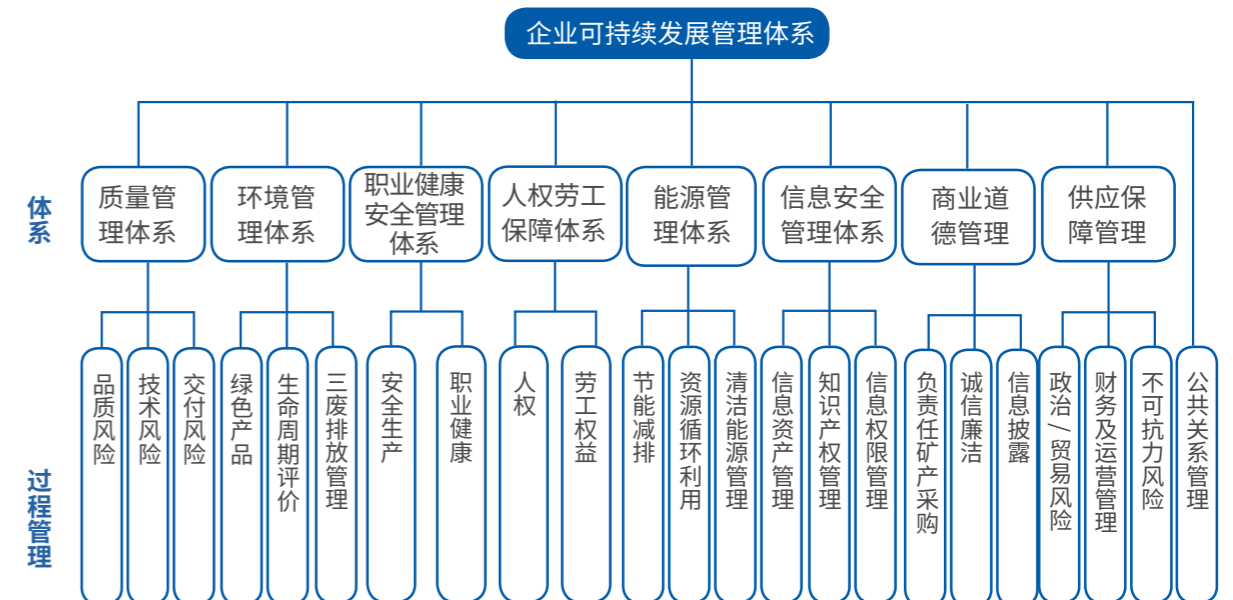 企业可持续发展管理体系
体系
质量管
理体系
环境管
理体系
职业健康
安全管理
体系
人权劳工
保障体系
能源管
理体系
信息安全
管理体系
商业道
德管理
供应保
障管理
过程管理
品质风险
技术风险
交付风险
绿色产品
生命周期评价
三废排放管理
安全生产
职业健康
人权
劳工权益
节能减排
资源循环利用
清洁能源管理
信息资产管理
知识产权管理
信息权限管理
负责任矿产采购
诚信廉洁
信息披露
政治/贸易风险
财务及运营管理
不可抗力风险
公共关系管理